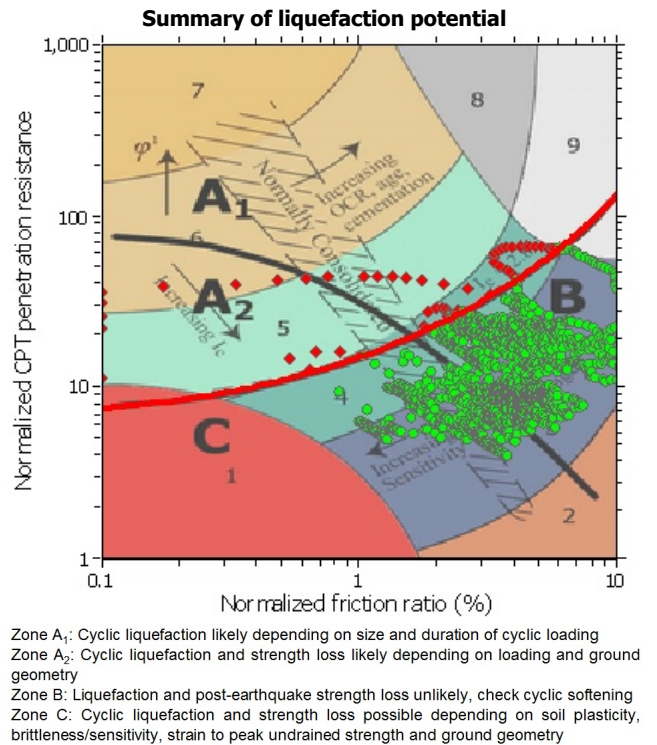 Summary of liquefaction potential
1,000
7
8
φ'
9
Increasing
OCR, age,
cementation
Normally Consolidated
A1
100
6
A2
B
Increasing Ic
5
10
4
C
1
Increasing
Sensitivity
2
1
0.1
1
10
Normalized CPT penetration resistance
Normalized friction ratio (%)
Zone A1: Cyclic liquefaction likely depending on size and duration of cyclic loading
Zone A2: Cyclic liquefaction and strength loss likely depending on loading and ground
geometry
Zone B: Liquefaction and post-earthquake strength loss unlikely, check cyclic softening
Zone C: Cyclic liquefaction and strength loss possible depending on soil plasticity,
brittleness/sensitivity, strain to peak undrained strength and ground geometry